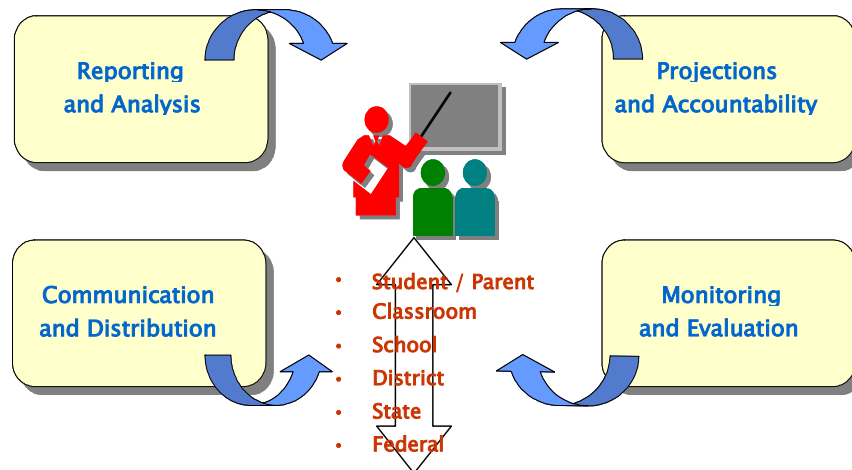 Reporting
and Analysis
Projections
and Accountability
Communication
and Distribution
Monitoring
and Evaluation
• Student / Parent
• Classroom
• School
• District
• State
• Federal